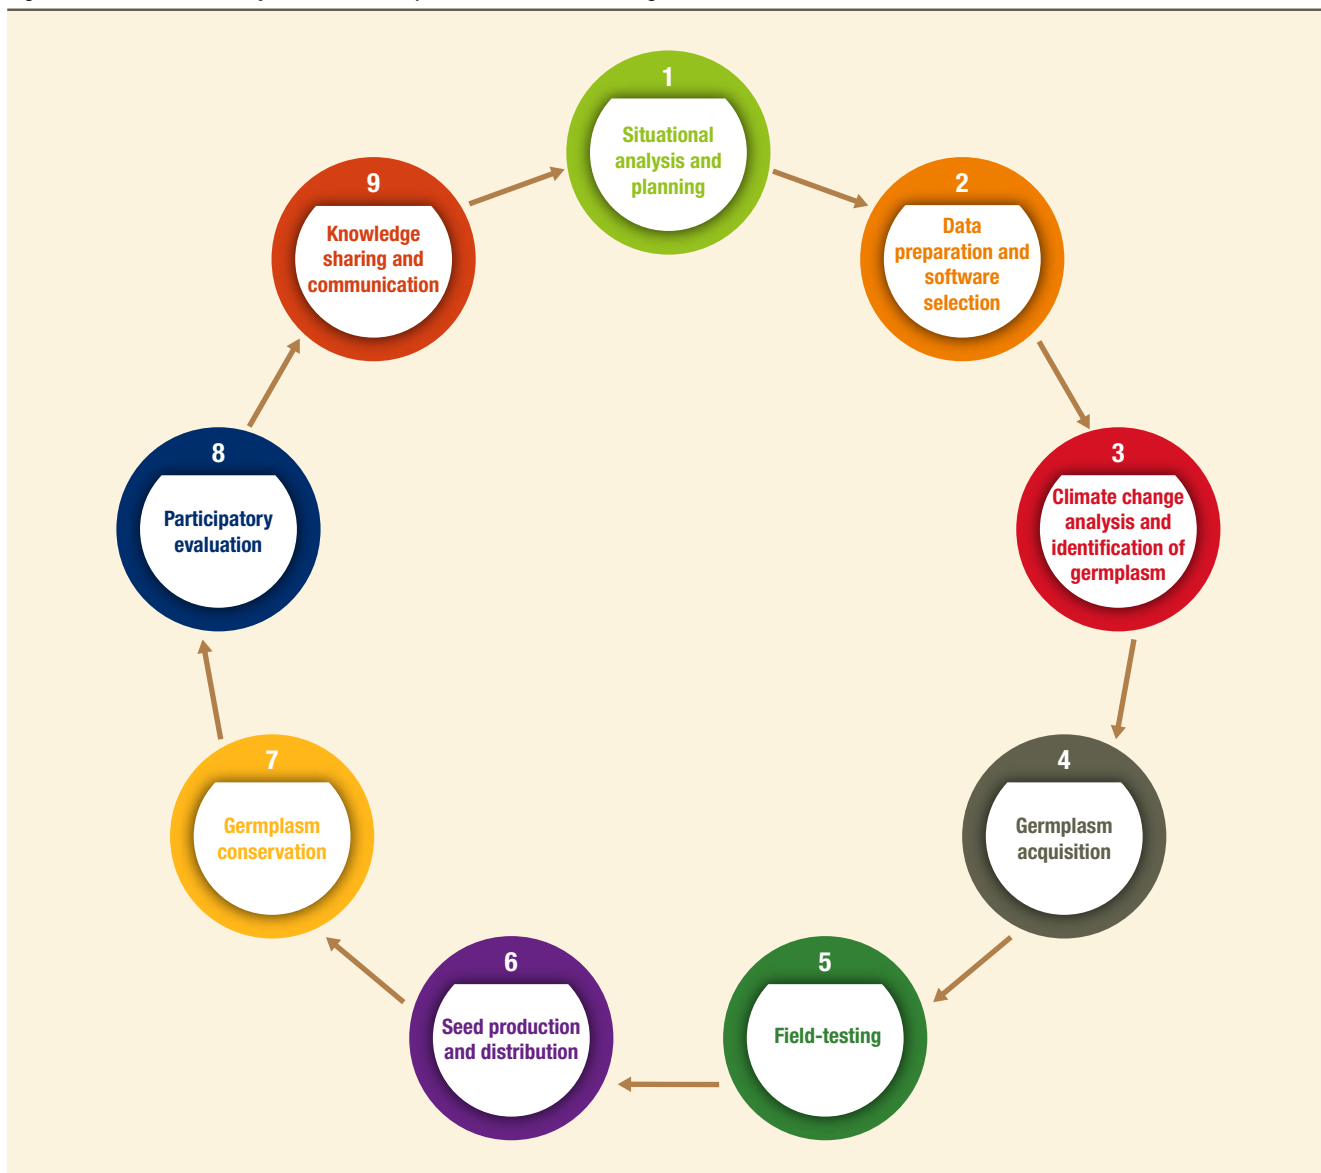 1
Situational
analysis and
planning
2
Data
preparation and
software
selection
3
Climate change
analysis and
identification of
germplasm
4
Germplasm
acquisition
5
Field-testing
6
Seed production
and distribution
7
Germplasm
conservation
8
Participatory
evaluation
9
Knowledge
sharing and
communication